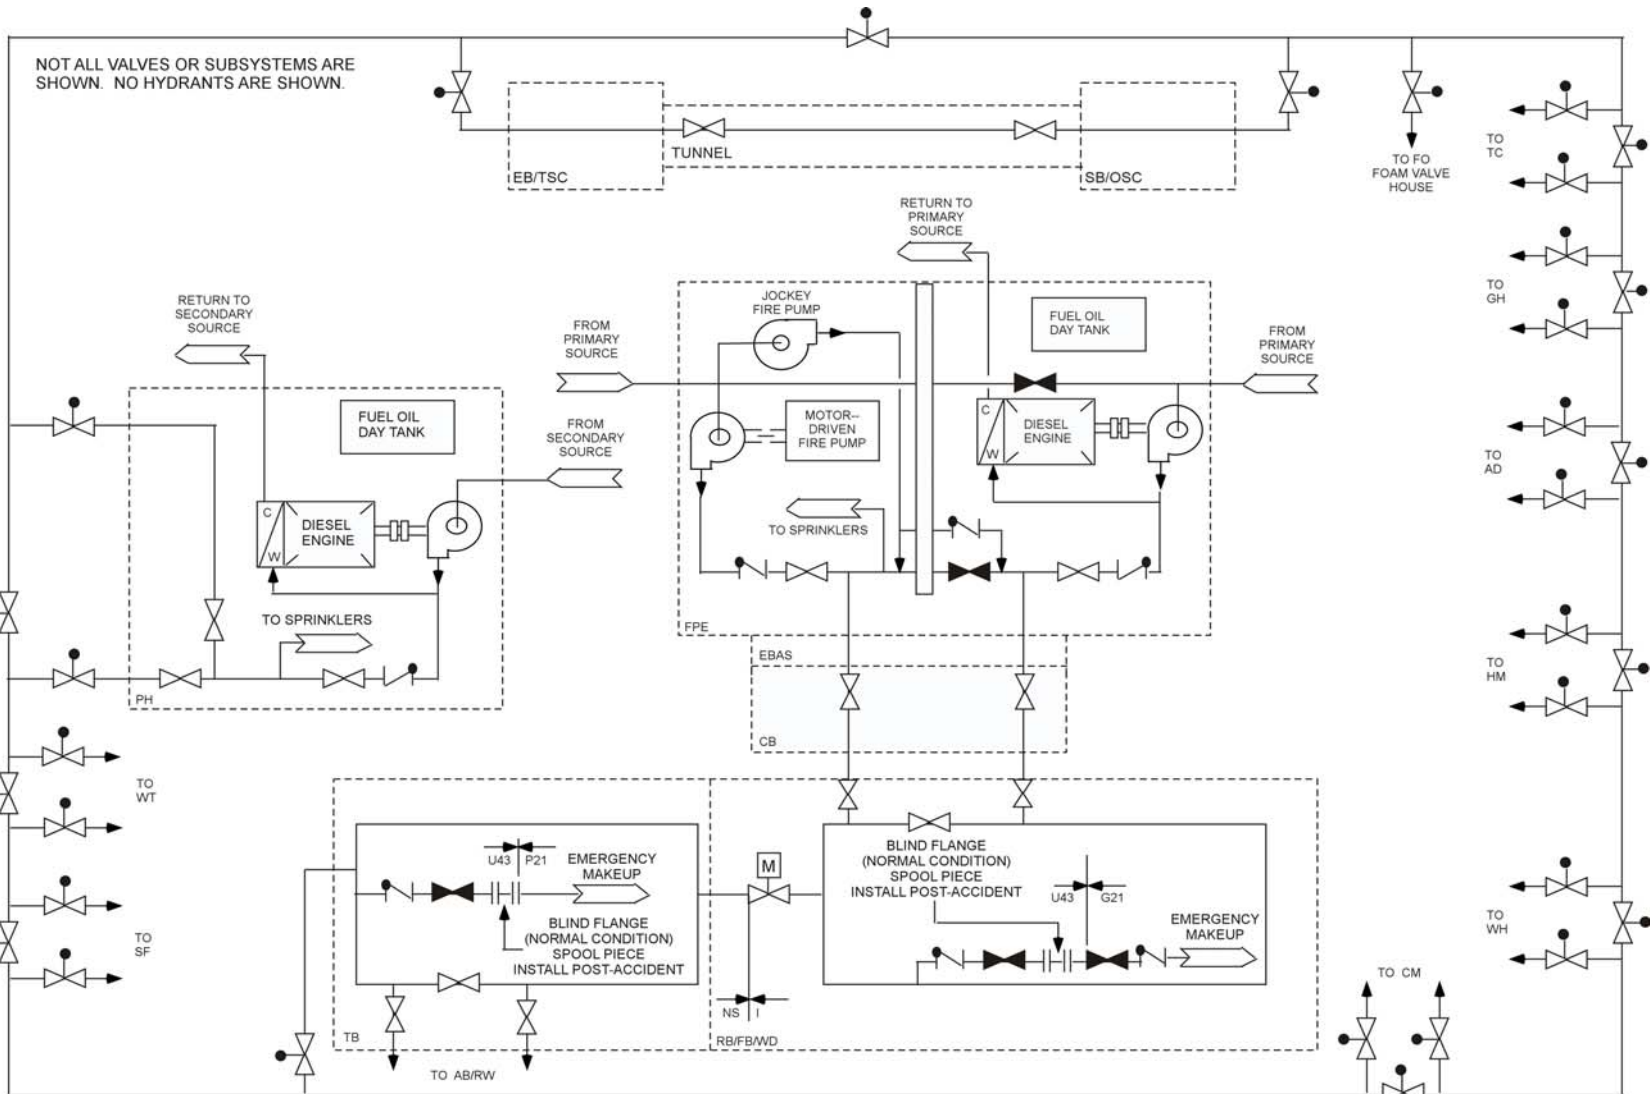 NOT ALL VALVES OR SUBSYSTEMS ARE
SHOWN. NO HYDRANTS ARE SHOWN.
EB/TSC
TUNNEL
SB/OSC
TO FO
FOAM VALVE
HOUSE
TO
TC
TO
GH
TO
AD
TO
HM
TO
WH
RETURN TO
SECONDARY
SOURCE
FUEL OIL
DAY TANK
FROM
SECONDARY
SOURCE
C
W
DIESEL
ENGINE
TO SPRINKLERS
PH
RETURN TO
PRIMARY
SOURCE
FROM
PRIMARY
SOURCE
JOCKEY
FIRE PUMP
FUEL OIL
DAY TANK
FROM
PRIMARY
SOURCE
MOTOR--
DRIVEN
FIRE PUMP
C
W
DIESEL
ENGINE
TO SPRINKLERS
FPE
EBAS
CB
TO
WT
TO
SF
U43 P21
EMERGENCY
MAKEUP
BLIND FLANGE
(NORMAL CONDITION)
SPOOL PIECE
INSTALL POST-ACCIDENT
TB
TO AB/RW
M
NS I
RB/FB/WD
BLIND FLANGE
(NORMAL CONDITION)
SPOOL PIECE
INSTALL POST-ACCIDENT
U43 G21
EMERGENCY
MAKEUP
TO CM